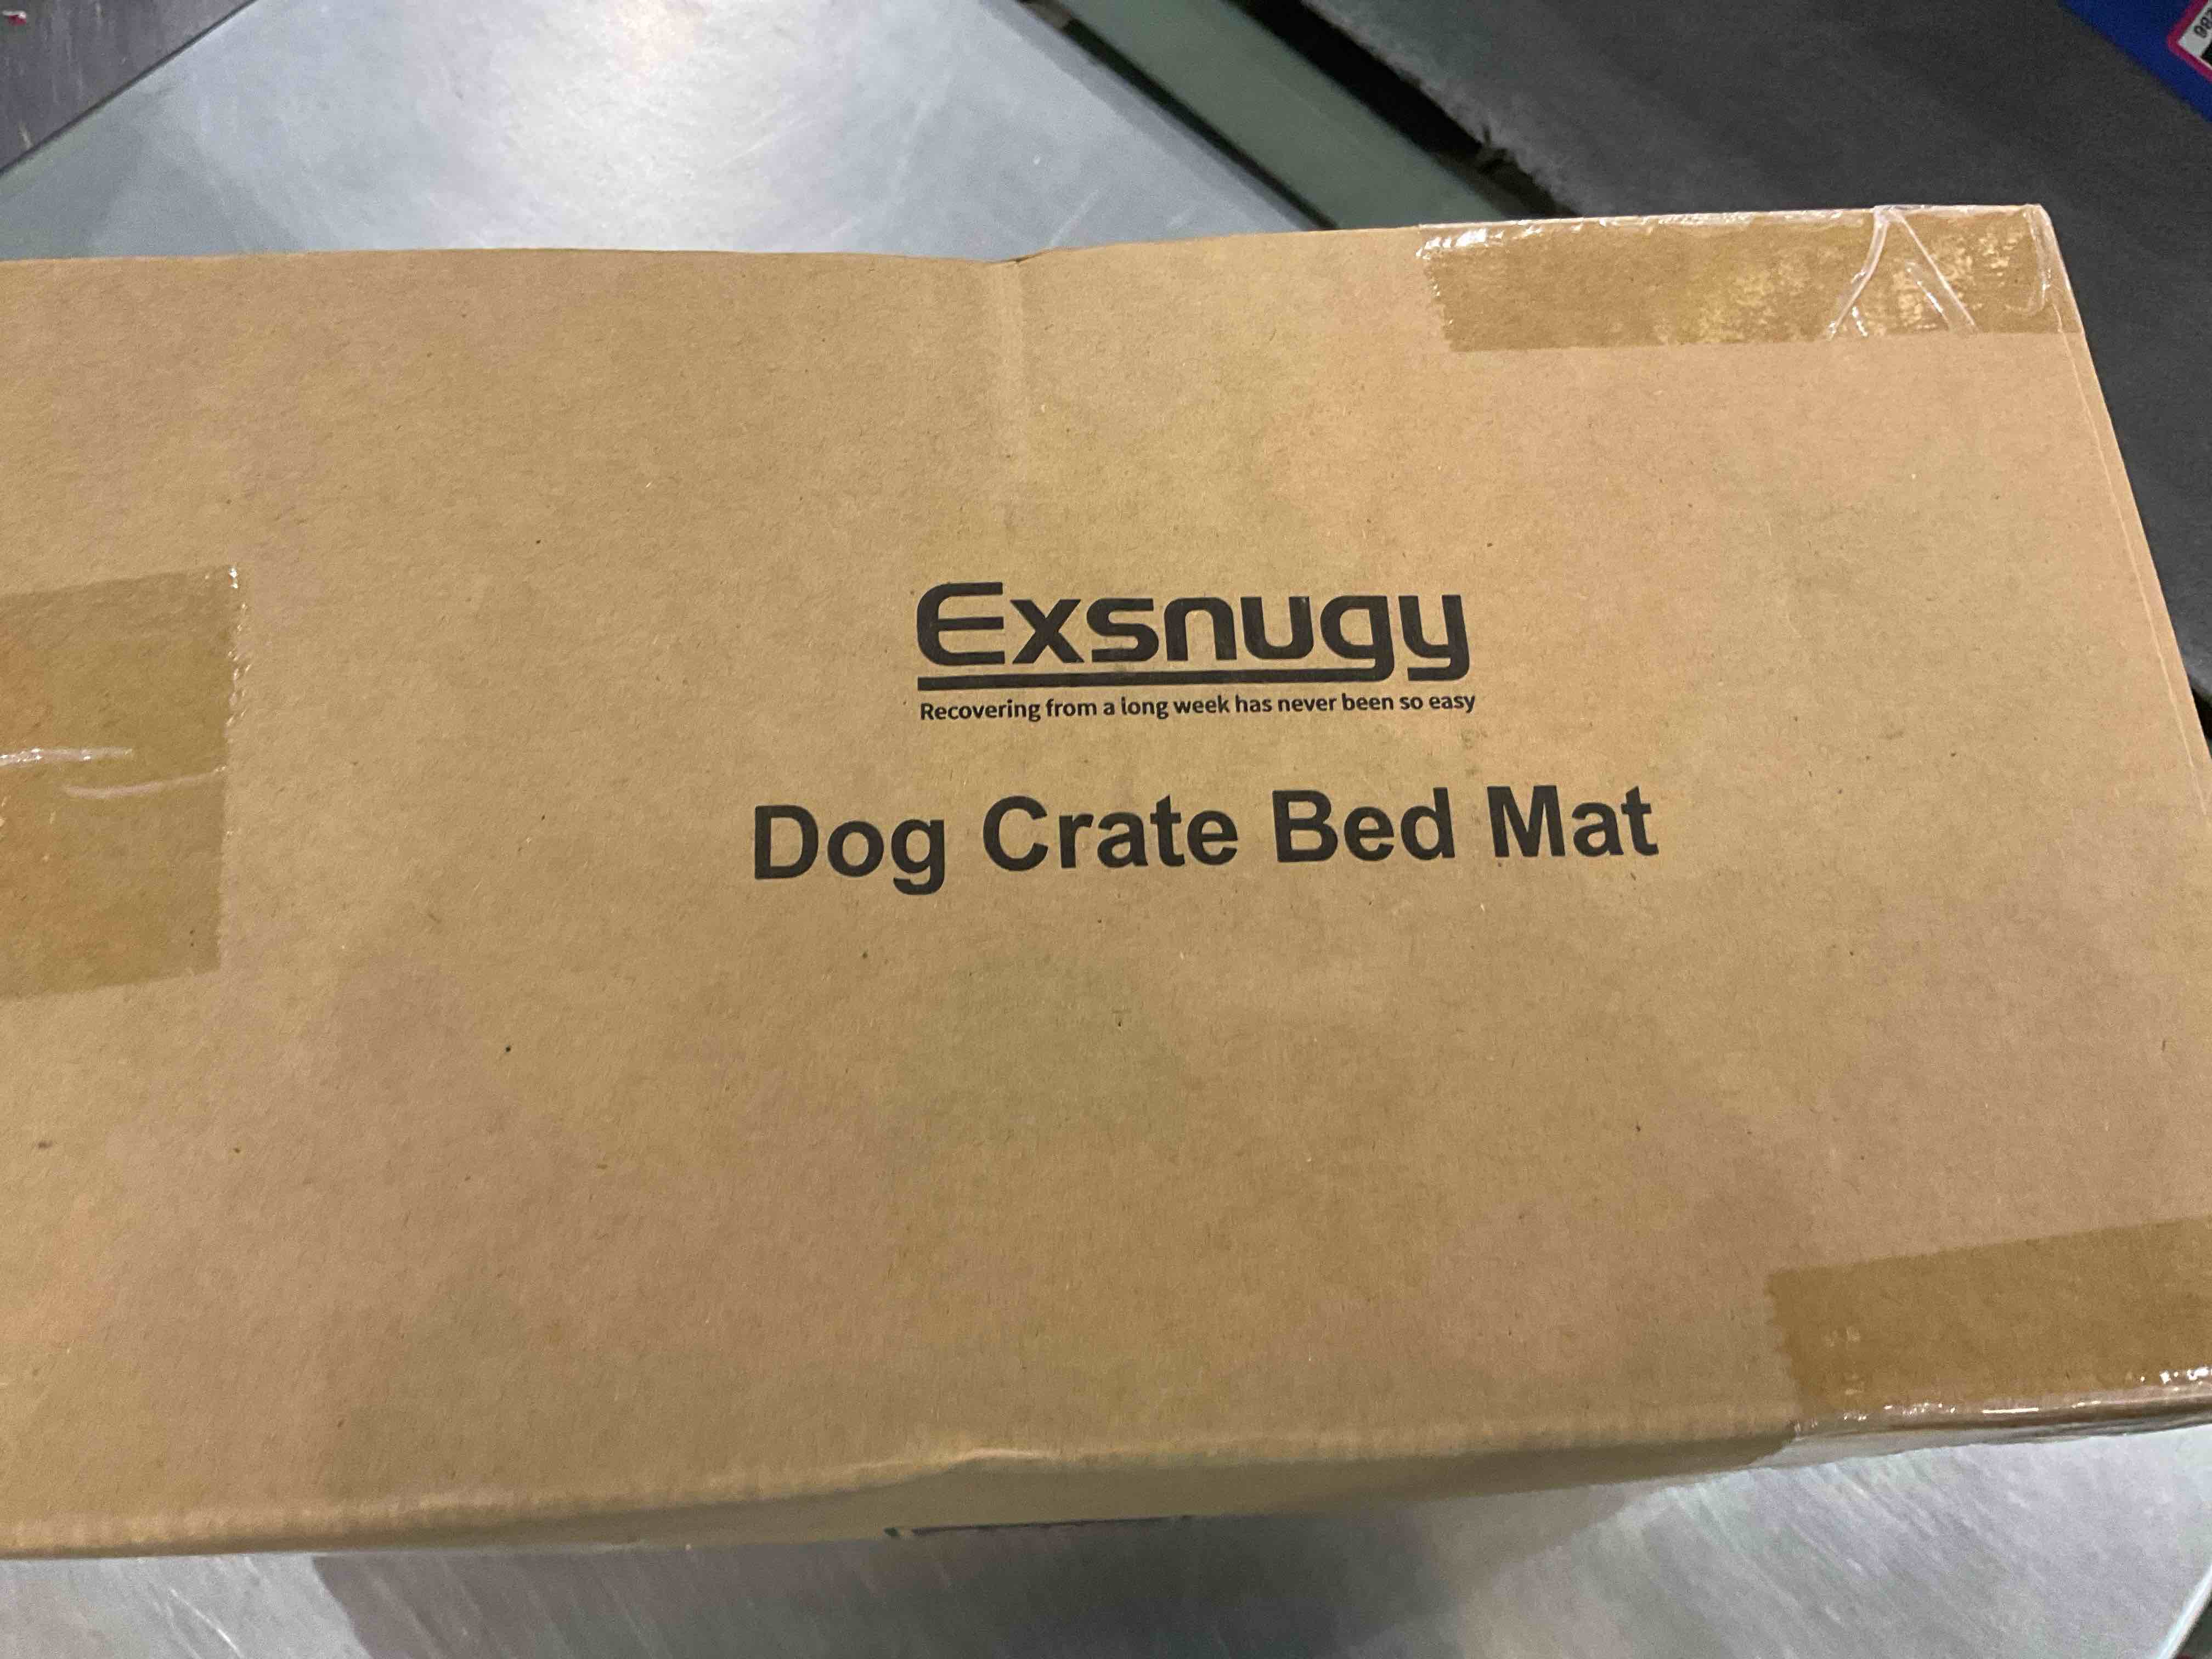 Exsnugy
Recovering from a long week has never been so easy
Dog Crate Bed Mat